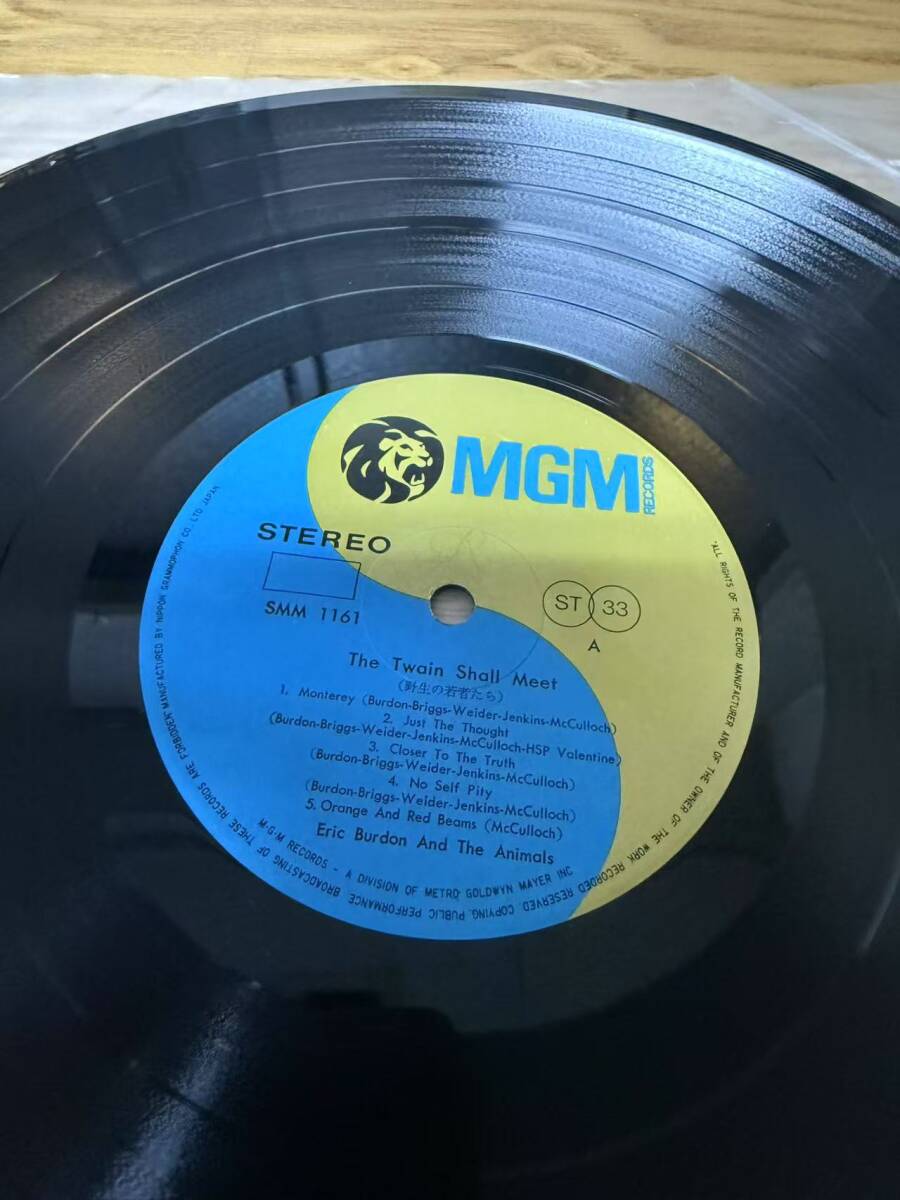 MGM
RECORDS
STEREO
SMM 1161
ST 33
A
The Twain Shall Meet
(野生の若者たち)
1. Monterey (Burdon-Briggs-Weider-Jenkins-McCulloch)
2. Just The Thought
(Burdon-Briggs-Weider-Jenkins-McCulloch-HSP Valentine)
3. Closer To The Truth
(Burdon-Briggs-Weider-Jenkins-McCulloch)
4. No Self Pity
(Burdon-Briggs-Weider-Jenkins-McCulloch)
5. Orange And Red Beams (McCulloch)
Eric Burdon And The Animals
M-G-M RECORDS - A DIVISION OF METRO GOLDWYN MAYER INC
"ALL RIGHTS OF THE RECORD MANUFACTURER AND OF THE OWNER OF THE WORK RECORDED RESERVED COPYING, PUBLIC PERFORMANCE BROADCASTING OF THESE RECORDS ARE FORBIDDEN" MANUFACTURED BY NIPPON GRAMMOPHON CO., LTD JAPAN